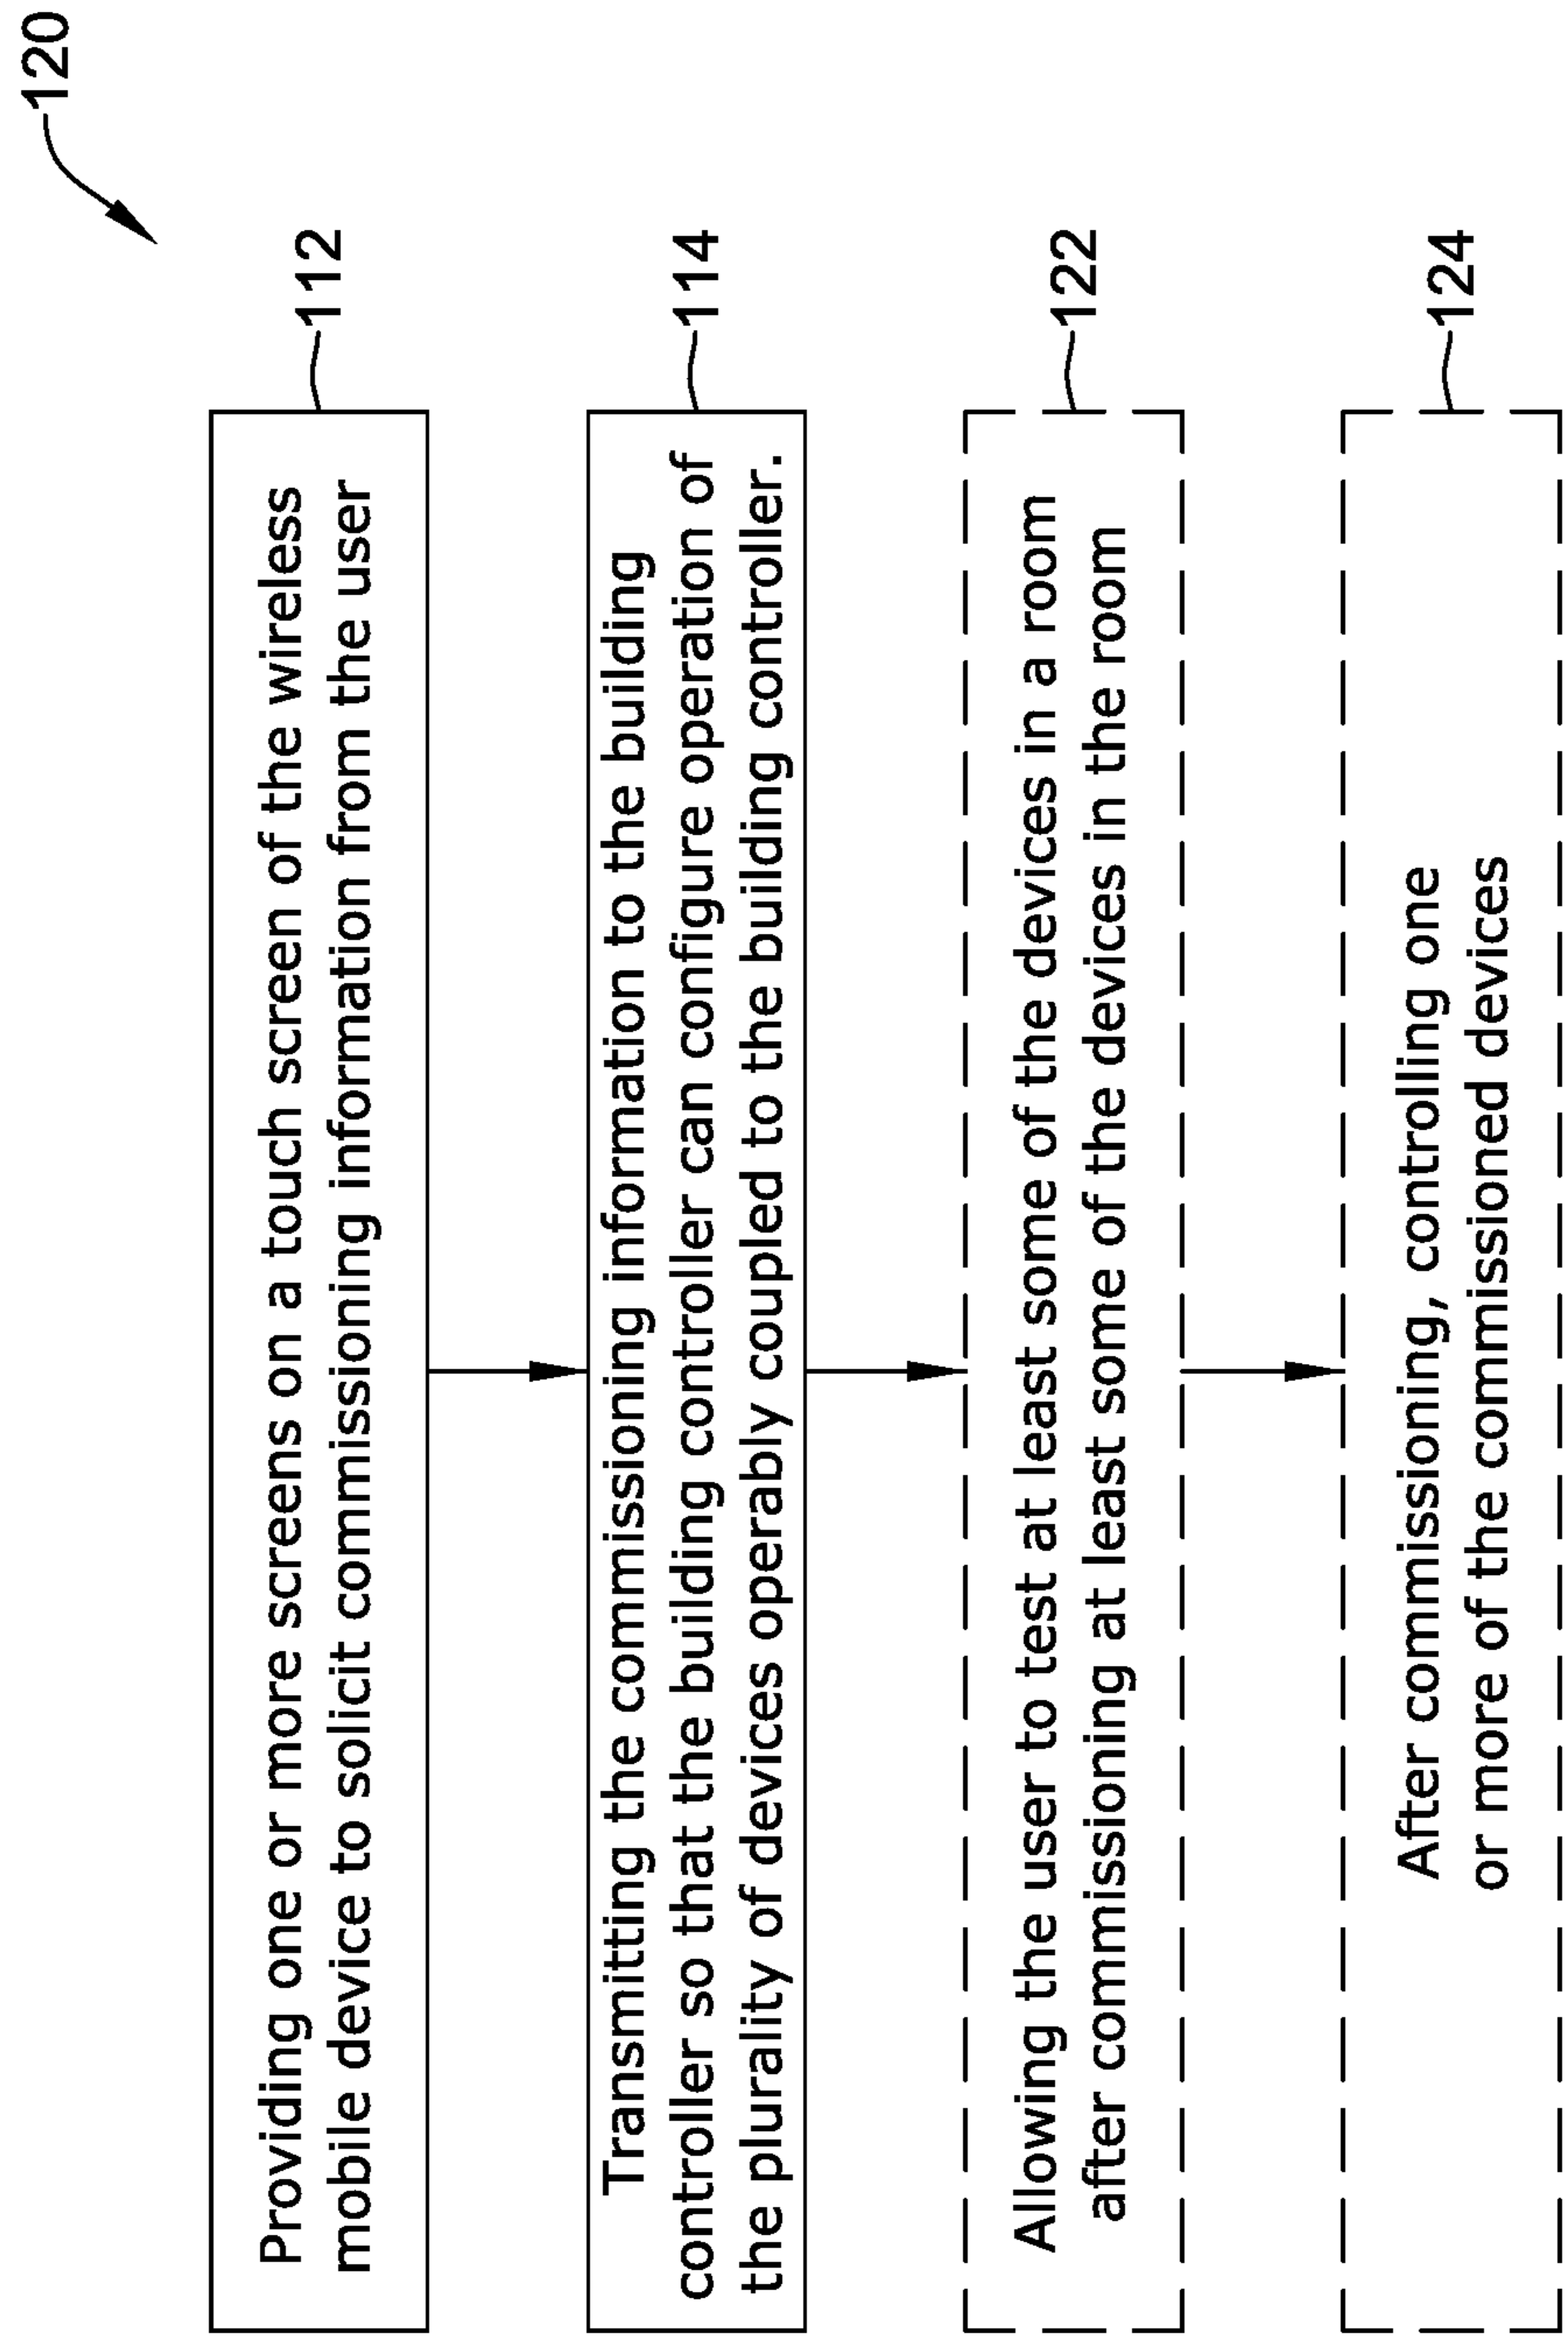 120
Providing one or more screens on a touch screen of the wireless
mobile device to solicit commissioning information from the user
112
Transmitting the commissioning information to the building
controller so that the building controller can configure operation of
the plurality of devices operably coupled to the building controller.
114
Allowing the user to test at least some of the devices in a room
after commissioning at least some of the devices in the room
122
After commissioning, controlling one
or more of the commissioned devices
124